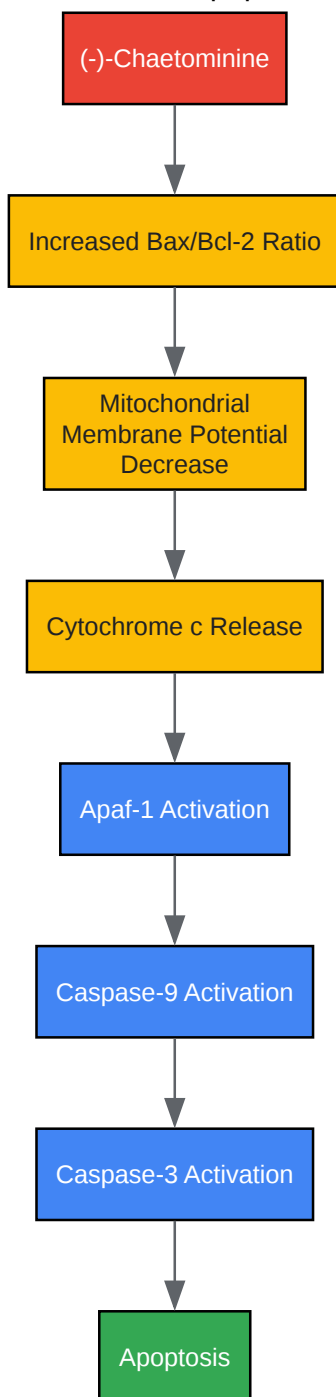 (-)-Chaetominine
Increased Bax/Bcl-2 Ratio
Mitochondrial
Membrane Potential
Decrease
Cytochrome c Release
Apaf-1 Activation
Caspase-9 Activation
Caspase-3 Activation
Apoptosis